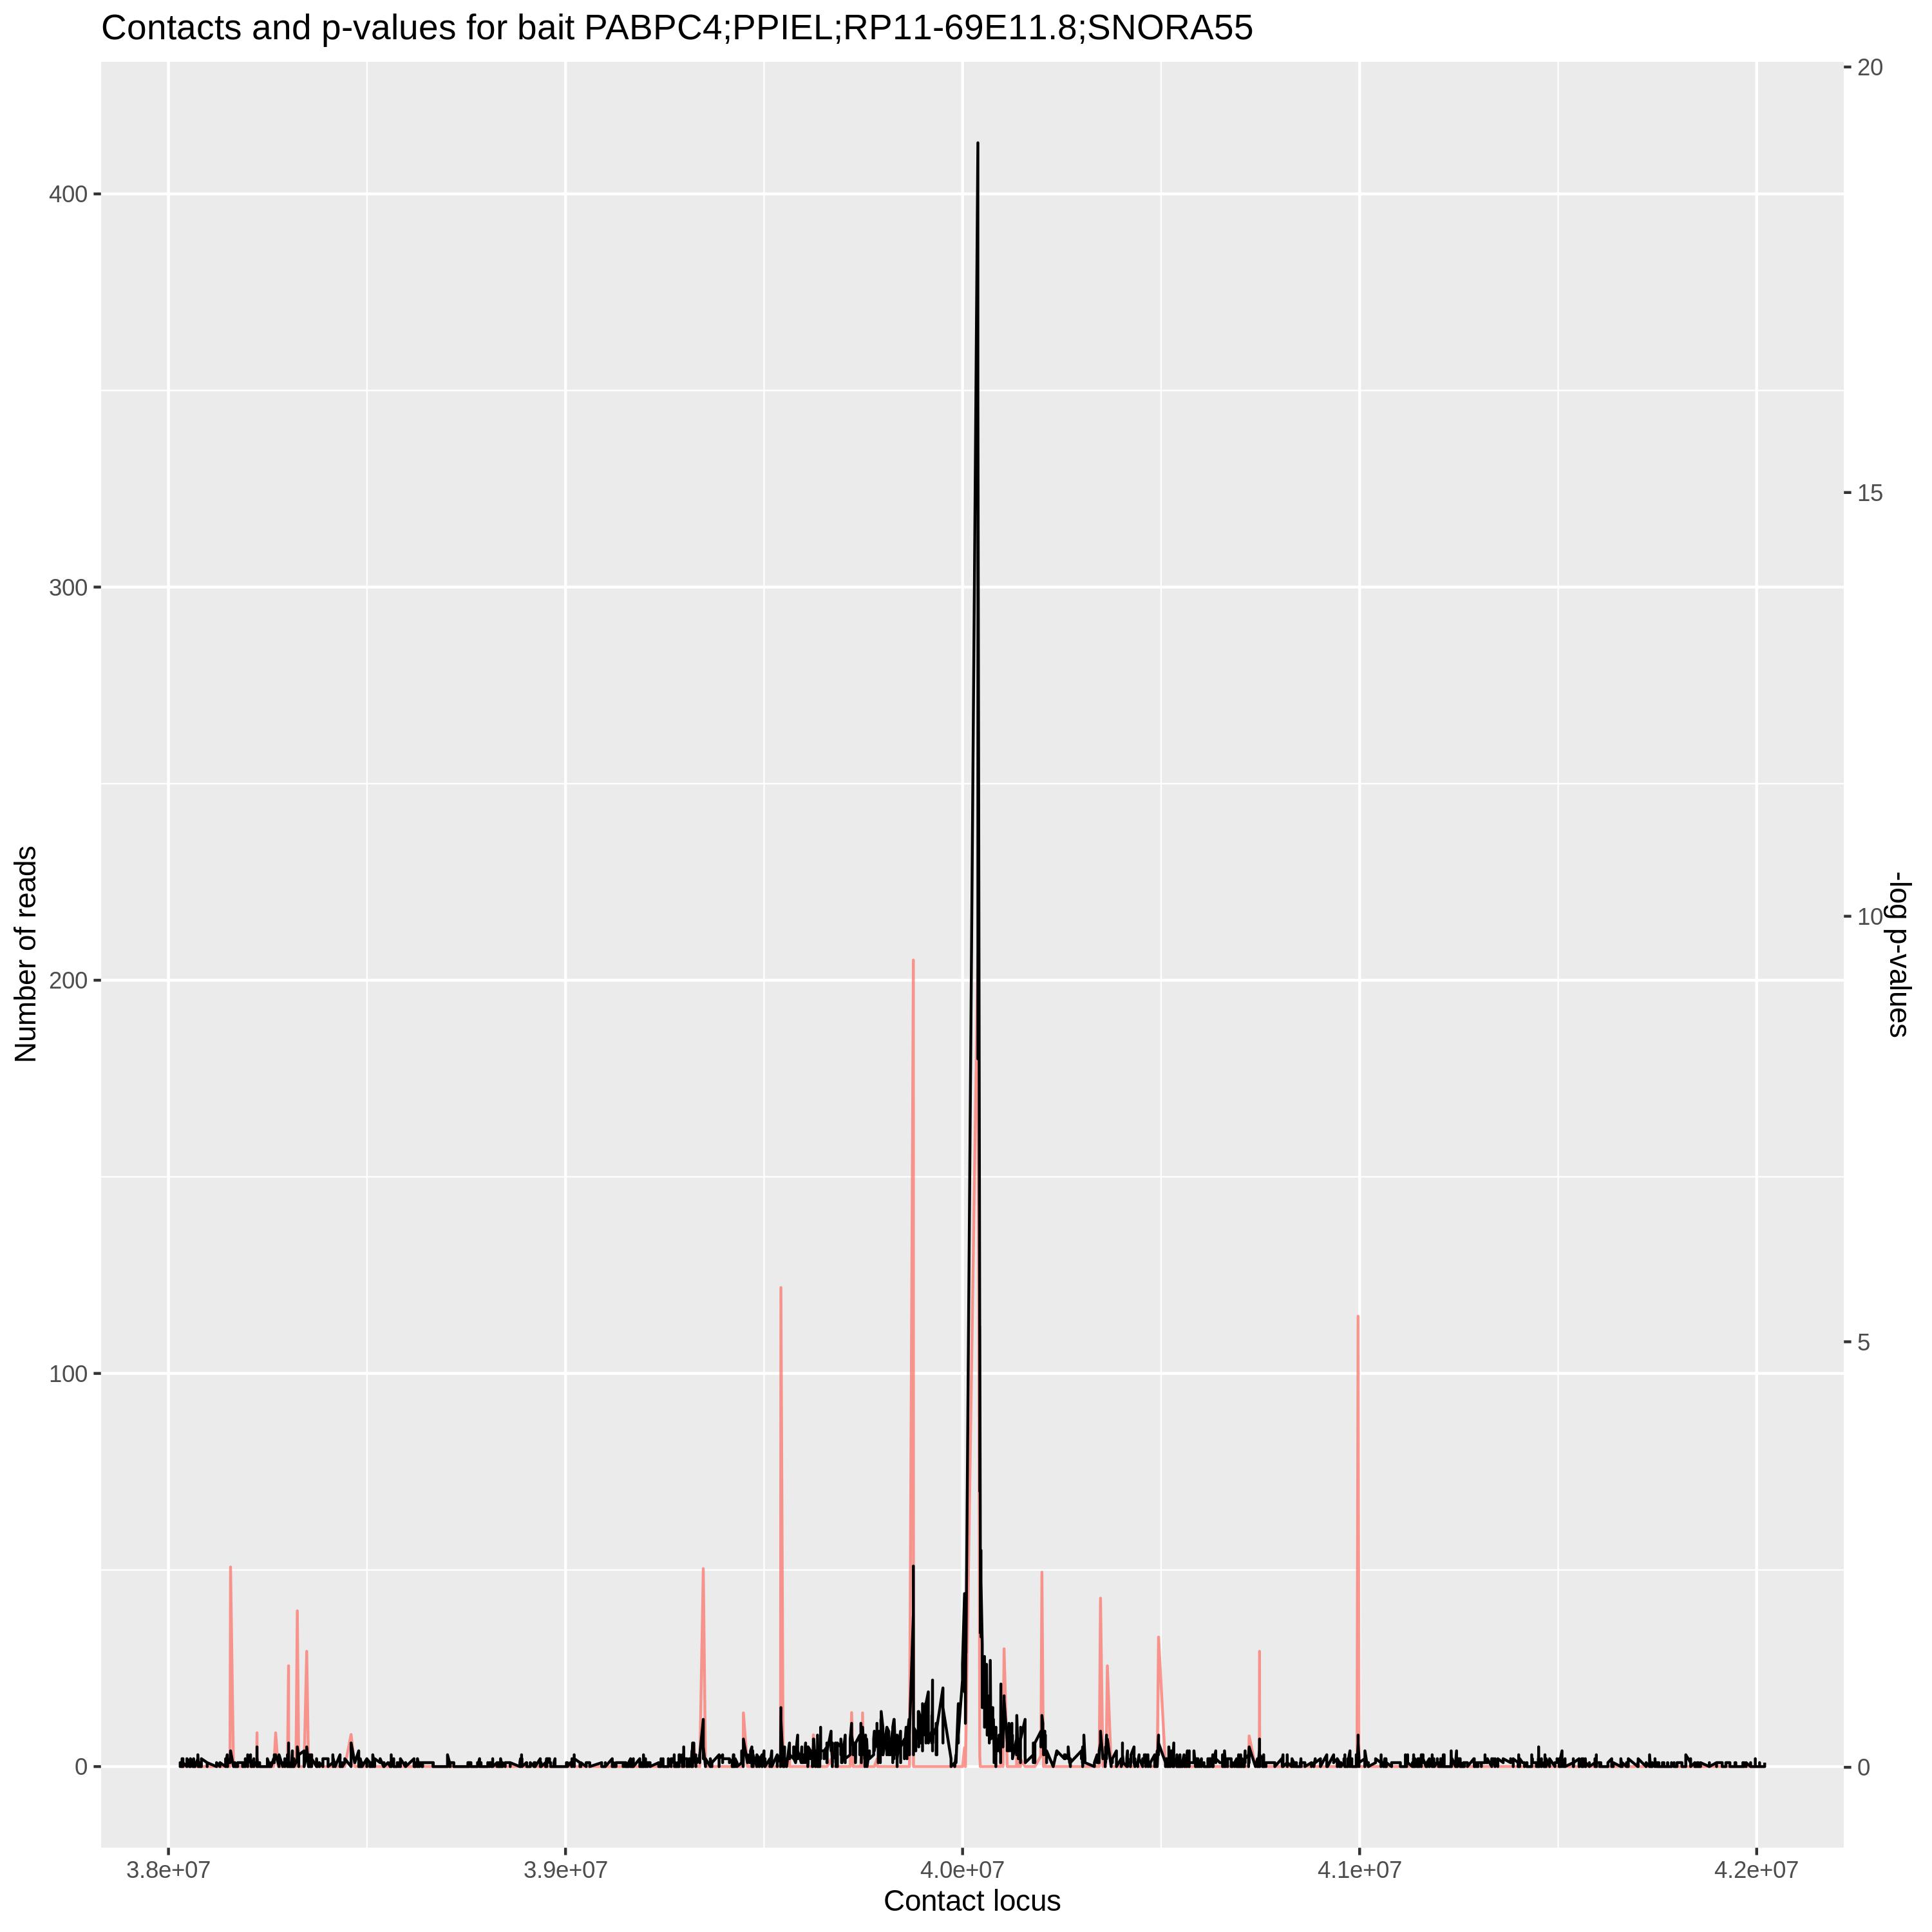 Contacts and p-values for bait PABPC4;PPIEL;RP11-69E11.8;SNORA55
Number of reads
400
300
200
100
0
20
15
10
5
0
-log p-values
3.8e+07 3.9e+07 4.0e+07 4.1e+07 4.2e+07
Contact locus